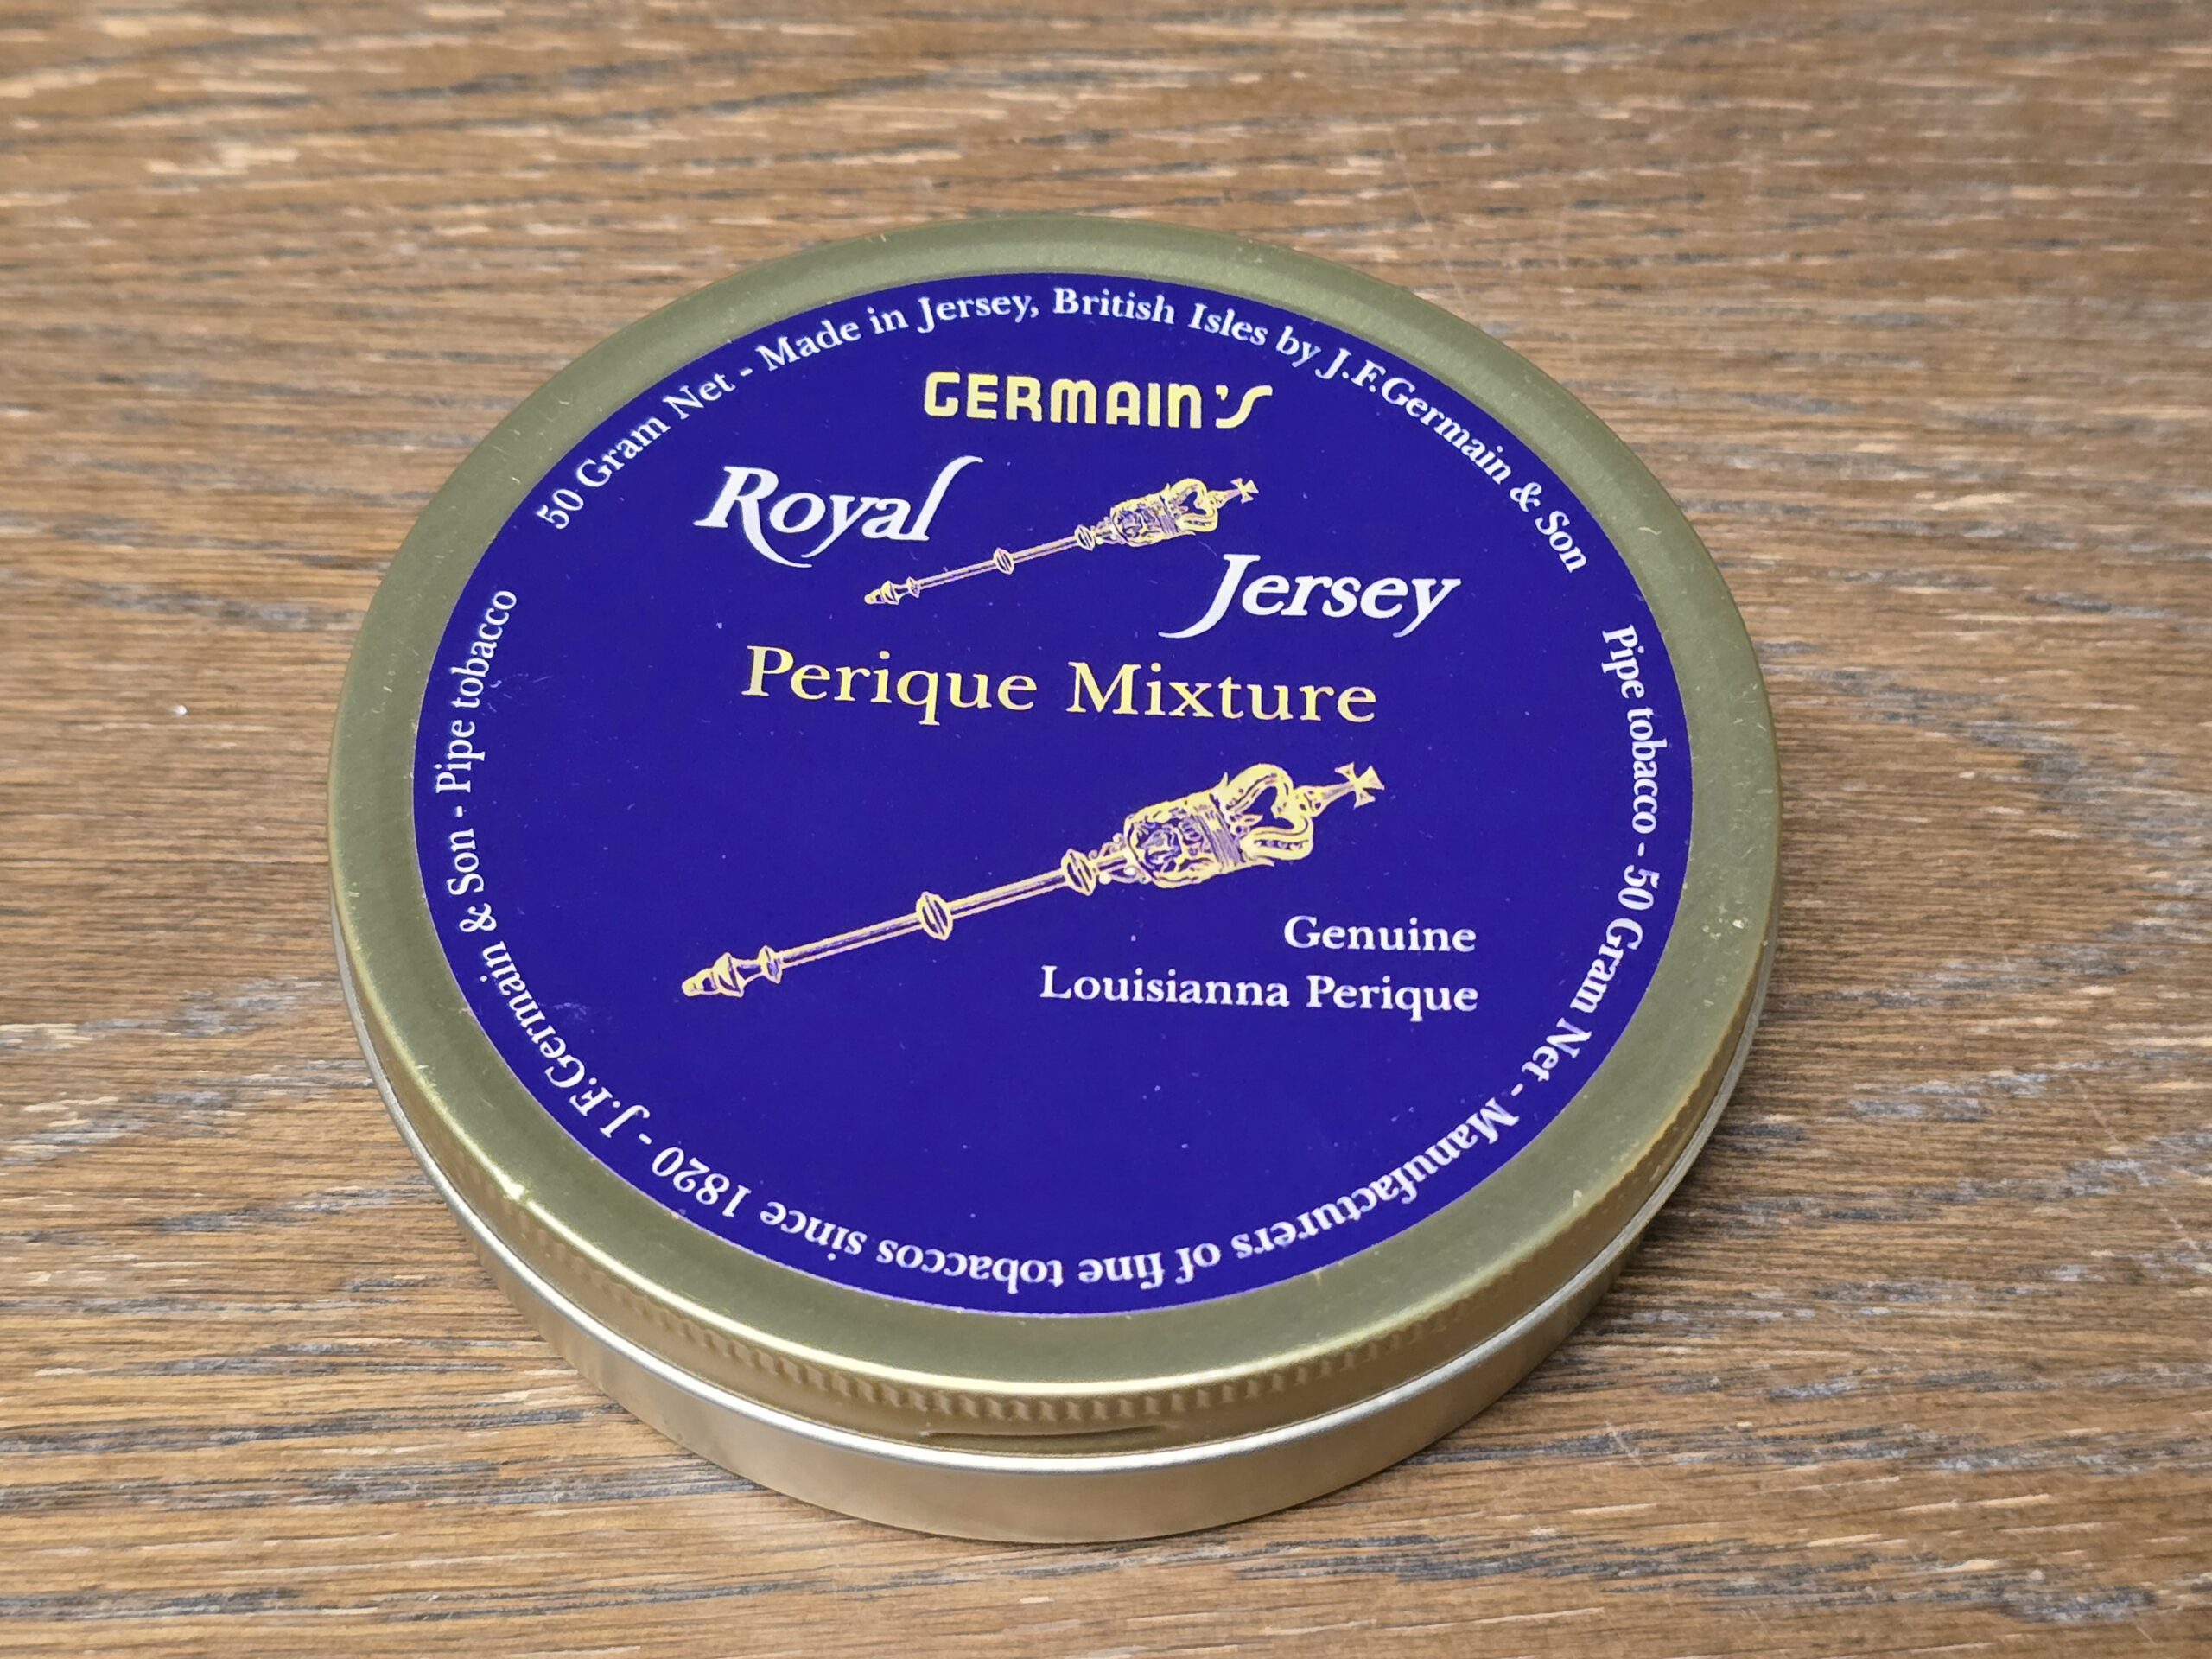 50 Gram Net - Made in Jersey, British Isles by J.F.Germain & Son
GERMAIN'S
Royal
Jersey
Perique Mixture
Genuine
Louisianna Perique
Pipe tobacco - 50 Gram Net - Manufacturers of fine tobaccos since 1820 - J.F.Germain & Son - Pipe tobacco